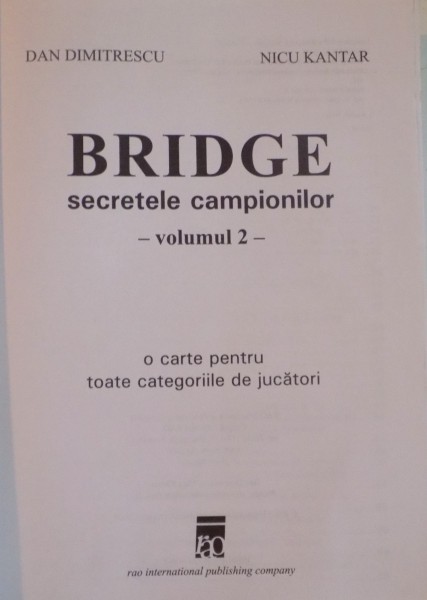 DAN DIMITRESCU NICU KANTAR
BRIDGE
secretele campionilor
– volumul 2 –
o carte pentru
toate categoriile de jucători
rao
rao international publishing company